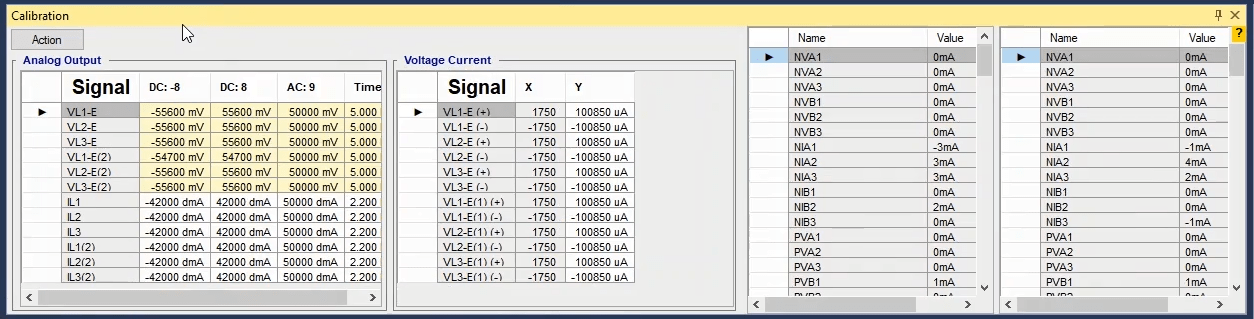 Calibration
?
Action
Analog Output
Signal DC: -8 DC: 8 AC: 9 Time
VL1-E -55600 mV 55600 mV 50000 mV 5.000
VL2-E -55600 mV 55600 mV 50000 mV 5.000
VL3-E -55600 mV 55600 mV 50000 mV 5.000
VL1-E(2) -54700 mV 54700 mV 50000 mV 5.000
VL2-E(2) -55600 mV 55600 mV 50000 mV 5.000
VL3-E(2) -55600 mV 55600 mV 50000 mV 5.000
IL1 -42000 dmA 42000 dmA 50000 dmA 2.200
IL2 -42000 dmA 42000 dmA 50000 dmA 2.200
IL3 -42000 dmA 42000 dmA 50000 dmA 2.200
IL1(2) -42000 dmA 42000 dmA 50000 dmA 2.200
IL2(2) -42000 dmA 42000 dmA 50000 dmA 2.200
IL3(2) -42000 dmA 42000 dmA 50000 dmA 2.200
Voltage Current
Signal X Y
VL1-E (+) 1750 100850 uA
VL1-E (-) -1750 -100850 uA
VL2-E (+) 1750 100850 uA
VL2-E (-) -1750 -100850 uA
VL3-E (+) 1750 100850 uA
VL3-E (-) -1750 -100850 uA
VL1-E(1) (+) 1750 100850 uA
VL1-E(1) (-) -1750 -100850 uA
VL2-E(1) (+) 1750 100850 uA
VL2-E(1) (-) -1750 -100850 uA
VL3-E(1) (+) 1750 100850 uA
VL3-E(1) (-) -1750 -100850 uA
Name Value
NVA1 0mA
NVA2 0mA
NVA3 0mA
NVB1 0mA
NVB2 0mA
NVB3 0mA
NIA1 -3mA
NIA2 3mA
NIA3 3mA
NIB1 0mA
NIB2 2mA
NIB3 0mA
PVA1 0mA
PVA2 0mA
PVA3 0mA
PVB1 1mA
PVB2 0mA
Name Value
NVA1 0mA
NVA2 0mA
NVA3 0mA
NVB1 0mA
NVB2 0mA
NVB3 0mA
NIA1 -1mA
NIA2 4mA
NIA3 2mA
NIB1 0mA
NIB2 0mA
NIB3 -1mA
PVA1 0mA
PVA2 0mA
PVA3 0mA
PVB1 1mA
PVB2 0mA